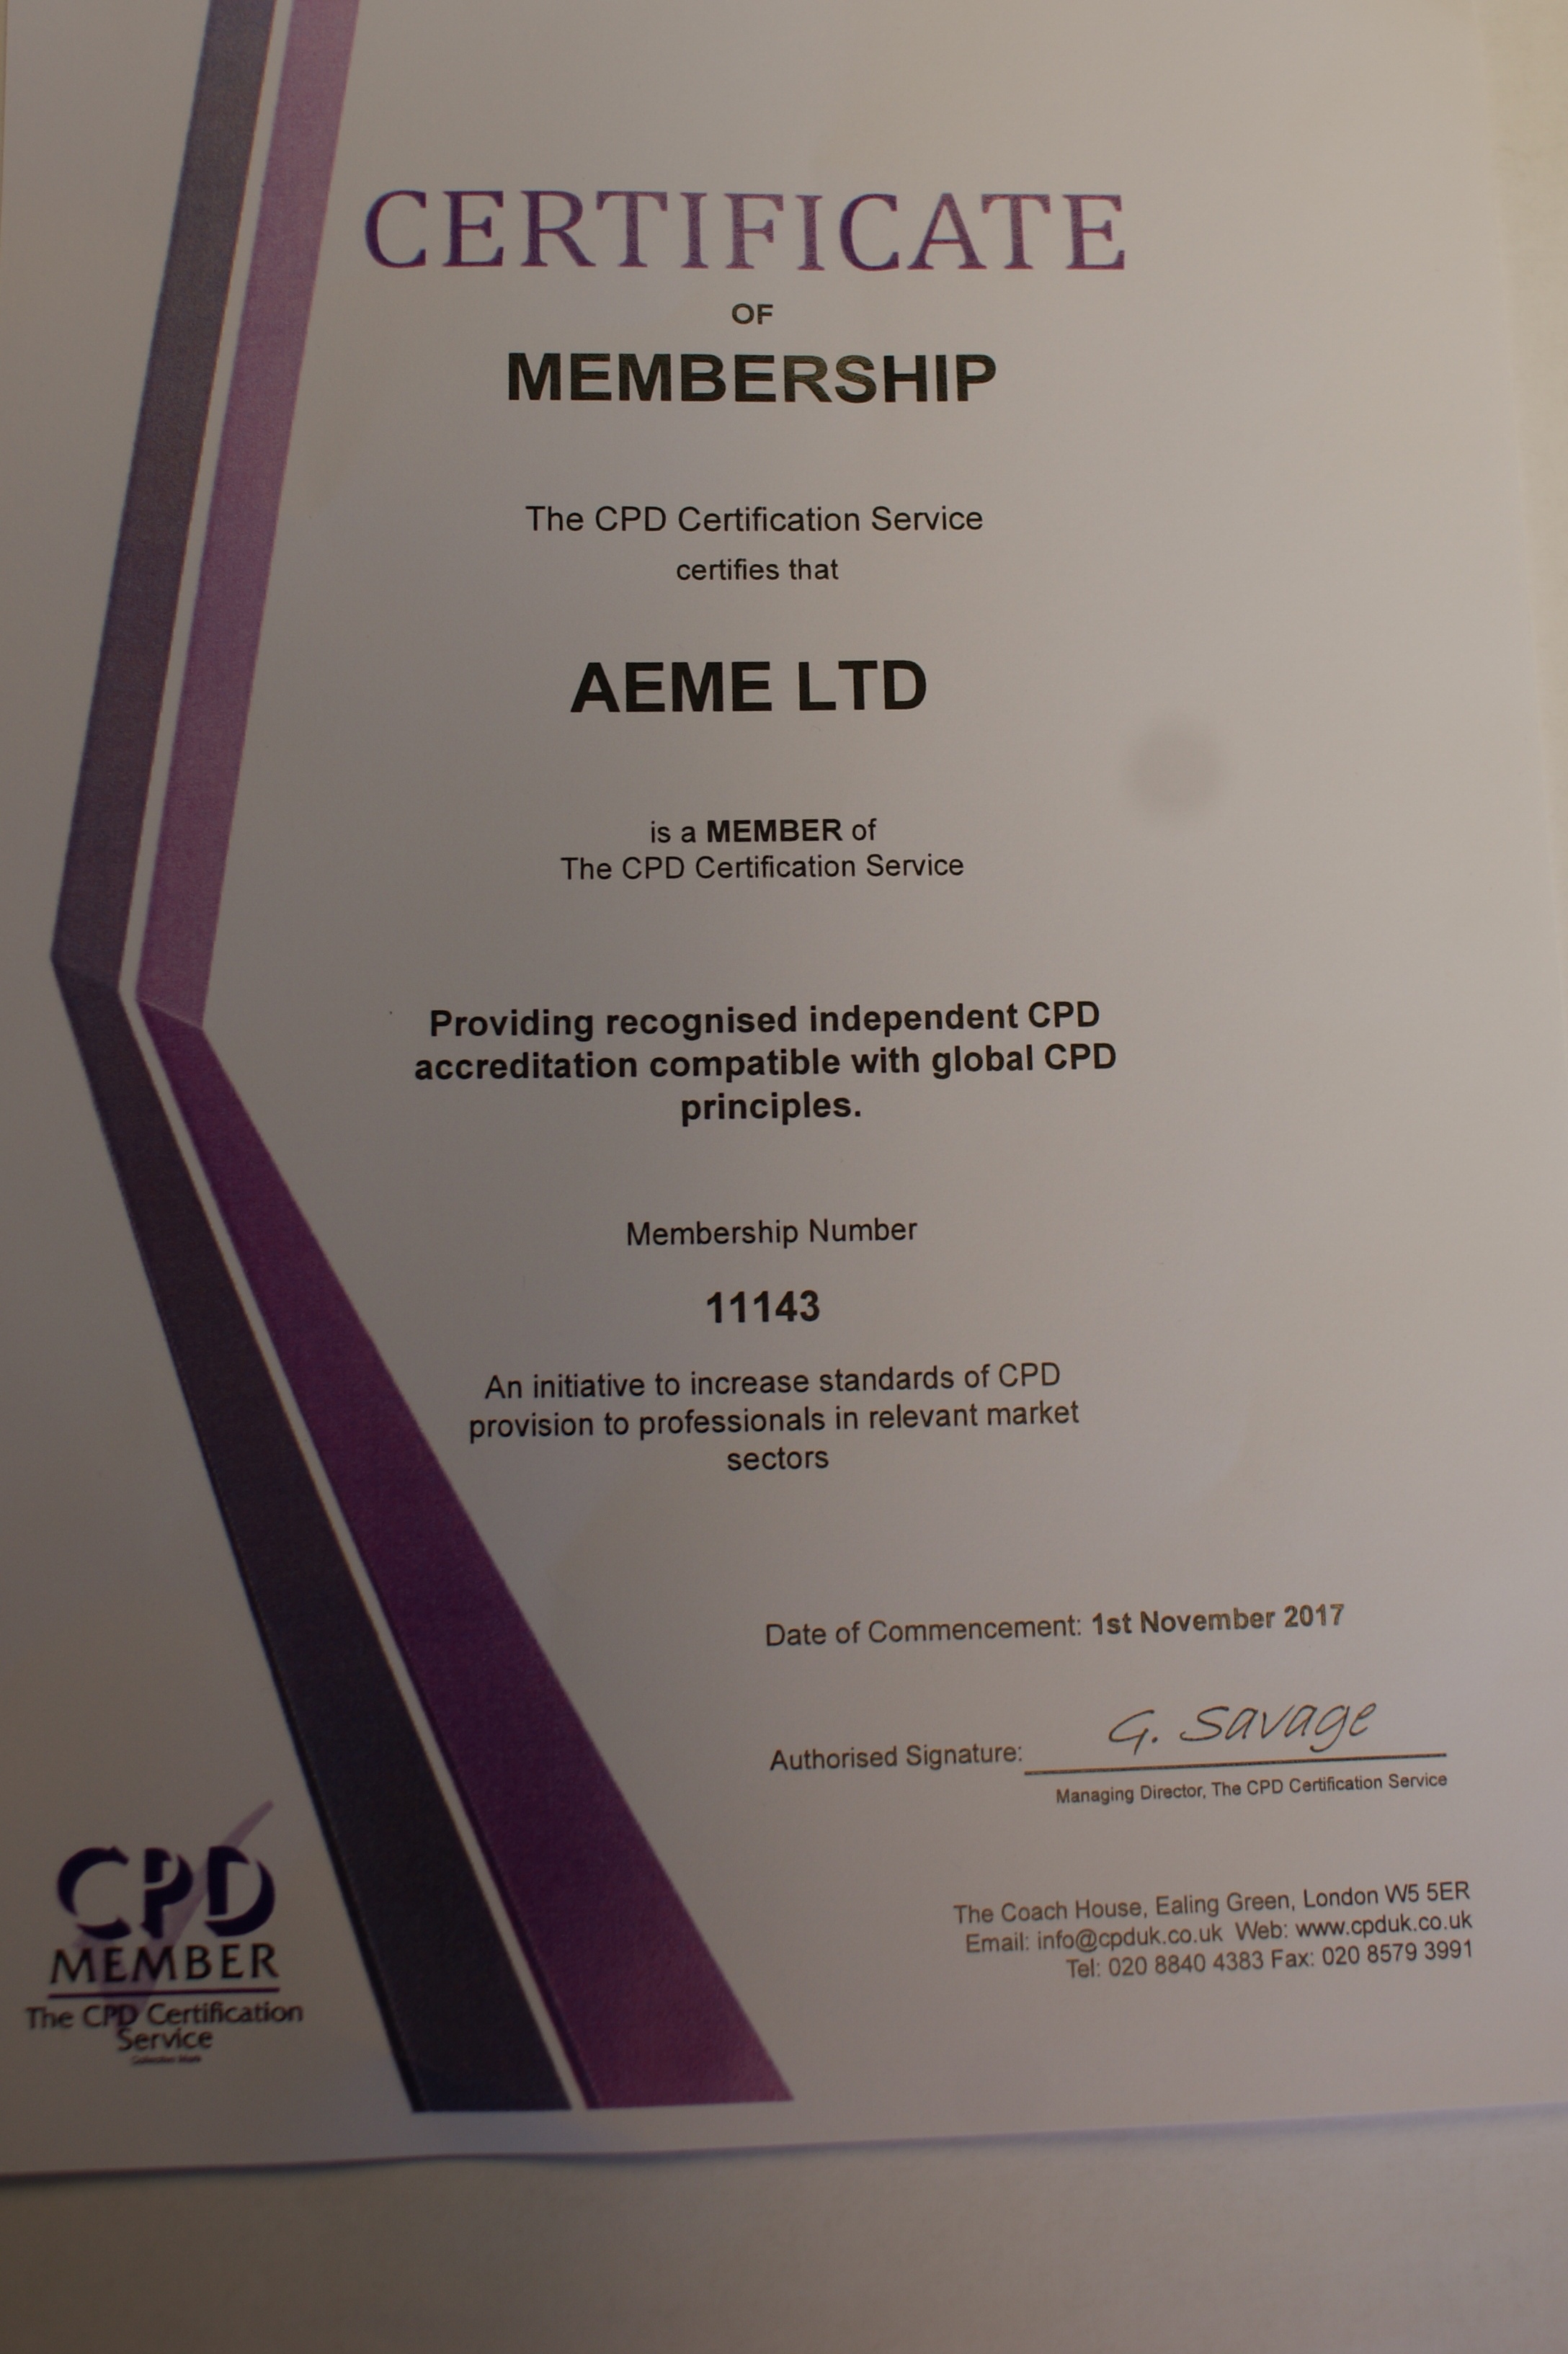 CERTIFICATE
OF
MEMBERSHIP
The CPD Certification Service
certifies that
AEME LTD
is a MEMBER of
The CPD Certification Service
Providing recognised independent CPD
accreditation compatible with global CPD
principles.
Membership Number
11143
An initiative to increase standards of CPD
provision to professionals in relevant market
sectors
Date of Commencement: 1st November 2017
Authorised Signature: G. Savage
Managing Director, The CPD Certification Service
CPD
MEMBER
The CPD Certification
Service
The Coach House, Ealing Green, London W5 5ER
Email: info@cpduk.co.uk Web: www.cpduk.co.uk
Tel: 020 8840 4383 Fax: 020 8579 3991